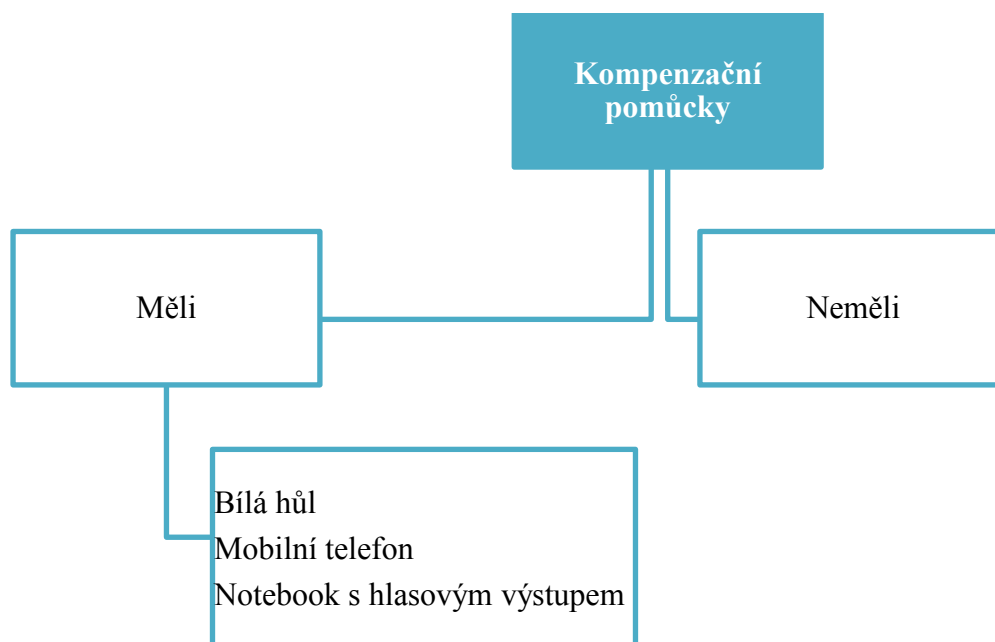 Kompenzační
pomůcky
Měli
Neměli
Bílá hůl
Mobilní telefon
Notebook s hlasovým výstupem